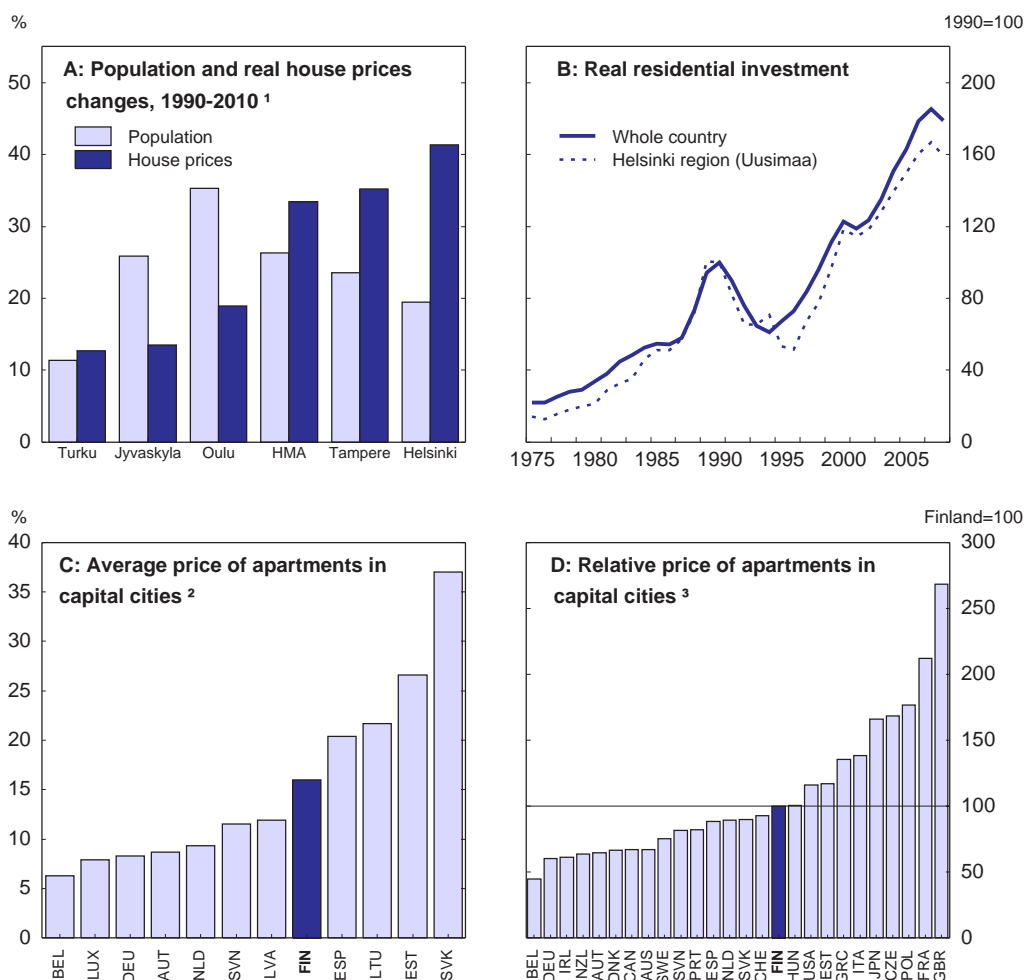 %
A: Population and real house prices
changes, 1990-2010 ¹
Population
House prices
50
40
30
20
10
0
Turku Jyvaskyla Oulu HMA Tampere Helsinki
1990=100
B: Real residential investment
Whole country
Helsinki region (Uusimaa)
200
160
120
80
40
0
1975 1980 1985 1990 1995 2000 2005
%
C: Average price of apartments in
capital cities ²
40
35
30
25
20
15
10
5
0
BEL LUX DEU AUT NLD SVN LVA FIN ESP LTU EST SVK
Finland=100
D: Relative price of apartments in
capital cities ³
300
250
200
150
100
50
0
BEL DEU IRL NZL AUT DNK CAN AUS SWE SVN PRT ESP NLD SVK CHE FIN HUN USA EST GRC ITA JPN CZE POL FRA GBR